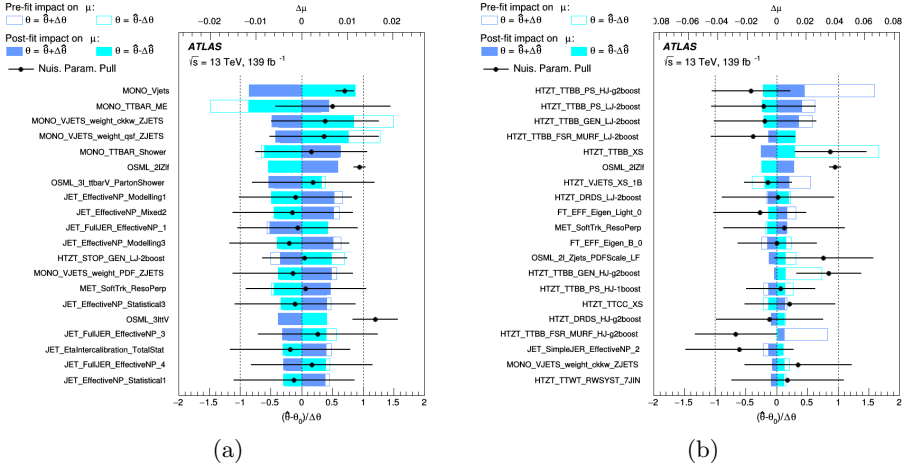 Pre-fit impact on μ:
θ = θ̂+Δθ θ = θ̂-Δθ
Post-fit impact on μ:
θ = θ̂+Δθ̂ θ = θ̂-Δθ̂
Nuis. Param. Pull
Δμ
−0.02 −0.01 0 0.01 0.02
ATLAS
√s = 13 TeV, 139 fb⁻¹
MONO_Vjets
MONO_TTBAR_ME
MONO_VJETS_weight_ckkw_ZJETS
MONO_VJETS_weight_qsf_ZJETS
MONO_TTBAR_Shower
OSML_2lZlf
OSML_3l_ttbarV_PartonShower
JET_EffectiveNP_Modelling1
JET_EffectiveNP_Mixed2
JET_FullJER_EffectiveNP_1
JET_EffectiveNP_Modelling3
HTZT_STOP_GEN_LJ-2boost
MONO_VJETS_weight_PDF_ZJETS
MET_SoftTrk_ResoPerp
JET_EffectiveNP_Statistical3
OSML_3lttV
JET_FullJER_EffectiveNP_3
JET_EtaIntercalibration_TotalStat
JET_FullJER_EffectiveNP_4
JET_EffectiveNP_Statistical1
−2 −1.5 −1 −0.5 0 0.5 1 1.5 2
(θ̂-θ₀)/Δθ
(a)
Pre-fit impact on μ:
θ = θ̂+Δθ θ = θ̂-Δθ
Post-fit impact on μ:
θ = θ̂+Δθ̂ θ = θ̂-Δθ̂
Nuis. Param. Pull
Δμ
0.08 −0.06 −0.04 −0.02 0 0.02 0.04 0.06 0.08
ATLAS
√s = 13 TeV, 139 fb⁻¹
HTZT_TTBB_PS_HJ-g2boost
HTZT_TTBB_PS_LJ-2boost
HTZT_TTBB_GEN_LJ-2boost
HTZT_TTBB_FSR_MURF_LJ-2boost
HTZT_TTBB_XS
OSML_2lZlf
HTZT_VJETS_XS_1B
HTZT_DRDS_LJ-2boost
FT_EFF_Eigen_Light_0
MET_SoftTrk_ResoPerp
FT_EFF_Eigen_B_0
OSML_2l_Zjets_PDFScale_LF
HTZT_TTBB_GEN_HJ-g2boost
HTZT_TTBB_PS_HJ-1boost
HTZT_TTCC_XS
HTZT_DRDS_HJ-g2boost
HTZT_TTBB_FSR_MURF_HJ-g2boost
JET_SimpleJER_EffectiveNP_2
MONO_VJETS_weight_ckkw_ZJETS
HTZT_TTWT_RWSYST_7JIN
2 −1.5 −1 −0.5 0 0.5 1 1.5 2
(θ̂-θ₀)/Δθ
(b)